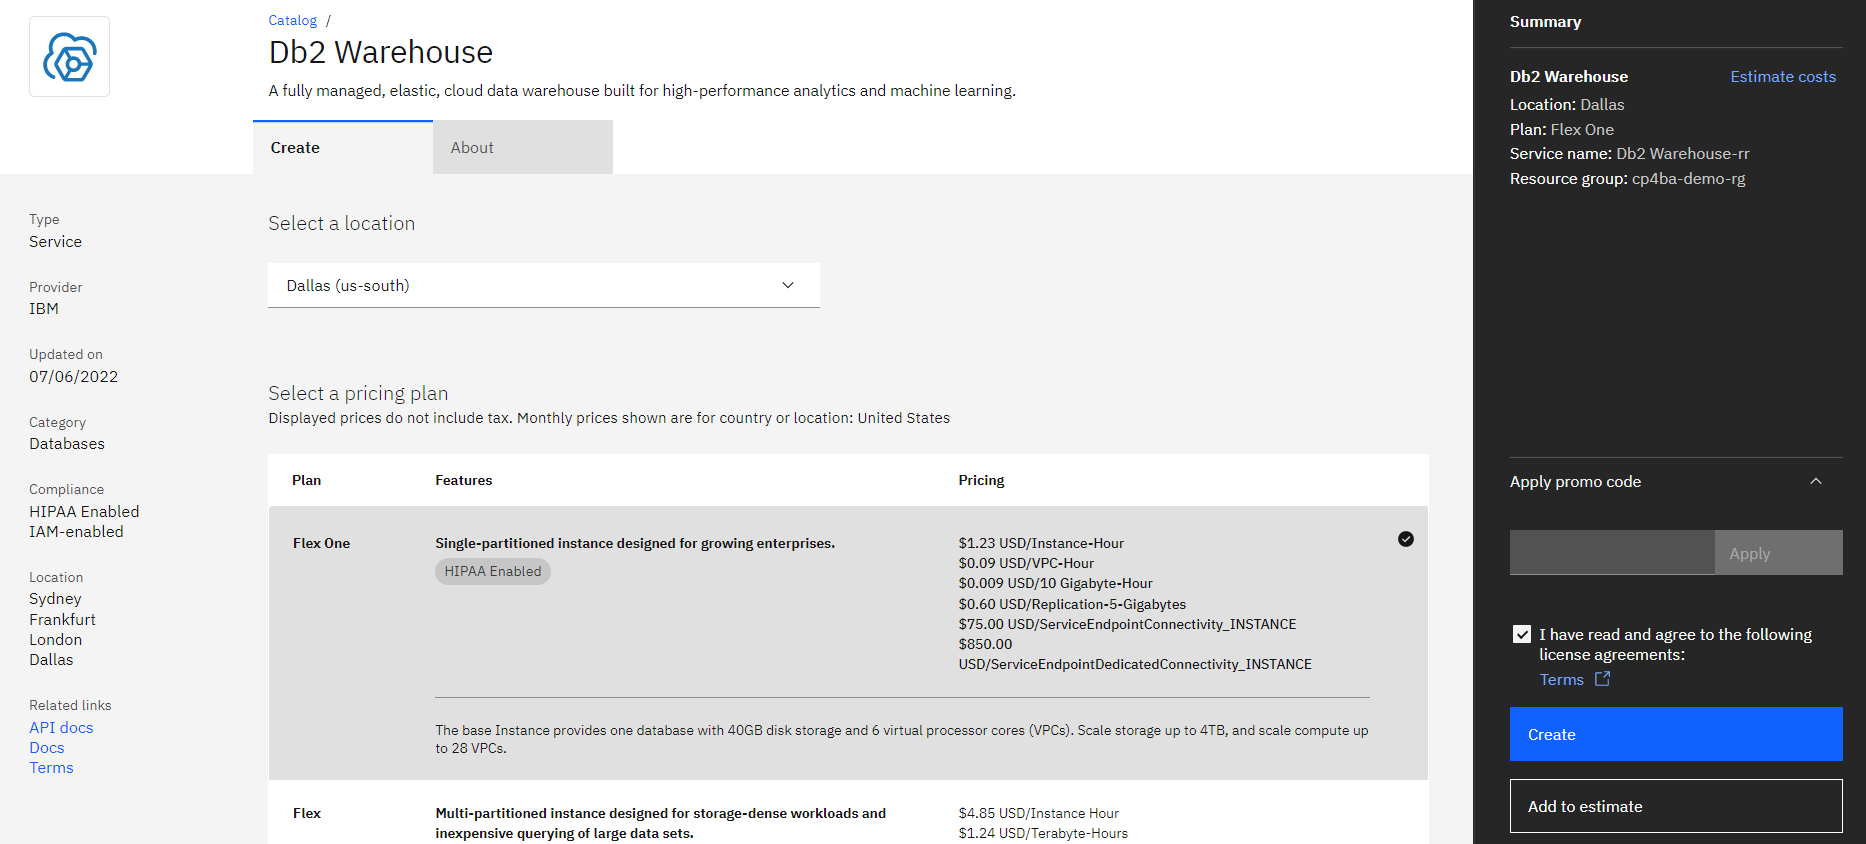 Catalog /
Db2 Warehouse
A fully managed, elastic, cloud data warehouse built for high-performance analytics and machine learning.
Create
About
Type
Service
Provider
IBM
Updated on
07/06/2022
Category
Databases
Compliance
HIPAA Enabled
IAM-enabled
Location
Sydney
Frankfurt
London
Dallas
Related links
API docs
Docs
Terms
Select a location
Dallas (us-south)
Select a pricing plan
Displayed prices do not include tax. Monthly prices shown are for country or location: United States
Plan Features Pricing
Flex One
Single-partitioned instance designed for growing enterprises.
HIPAA Enabled
$1.23 USD/Instance-Hour
$0.09 USD/VPC-Hour
$0.009 USD/10 Gigabyte-Hour
$0.60 USD/Replication-5-Gigabytes
$75.00 USD/ServiceEndpointConnectivity_INSTANCE
$850.00
USD/ServiceEndpointDedicatedConnectivity_INSTANCE
The base Instance provides one database with 40GB disk storage and 6 virtual processor cores (VPCs). Scale storage up to 4TB, and scale compute up
to 28 VPCs.
Flex
Multi-partitioned instance designed for storage-dense workloads and
inexpensive querying of large data sets.
$4.85 USD/Instance Hour
$1.24 USD/Terabyte-Hours
Summary
Db2 Warehouse Estimate costs
Location: Dallas
Plan: Flex One
Service name: Db2 Warehouse-rr
Resource group: cp4ba-demo-rg
Apply promo code
Apply
I have read and agree to the following
license agreements:
Terms
Create
Add to estimate